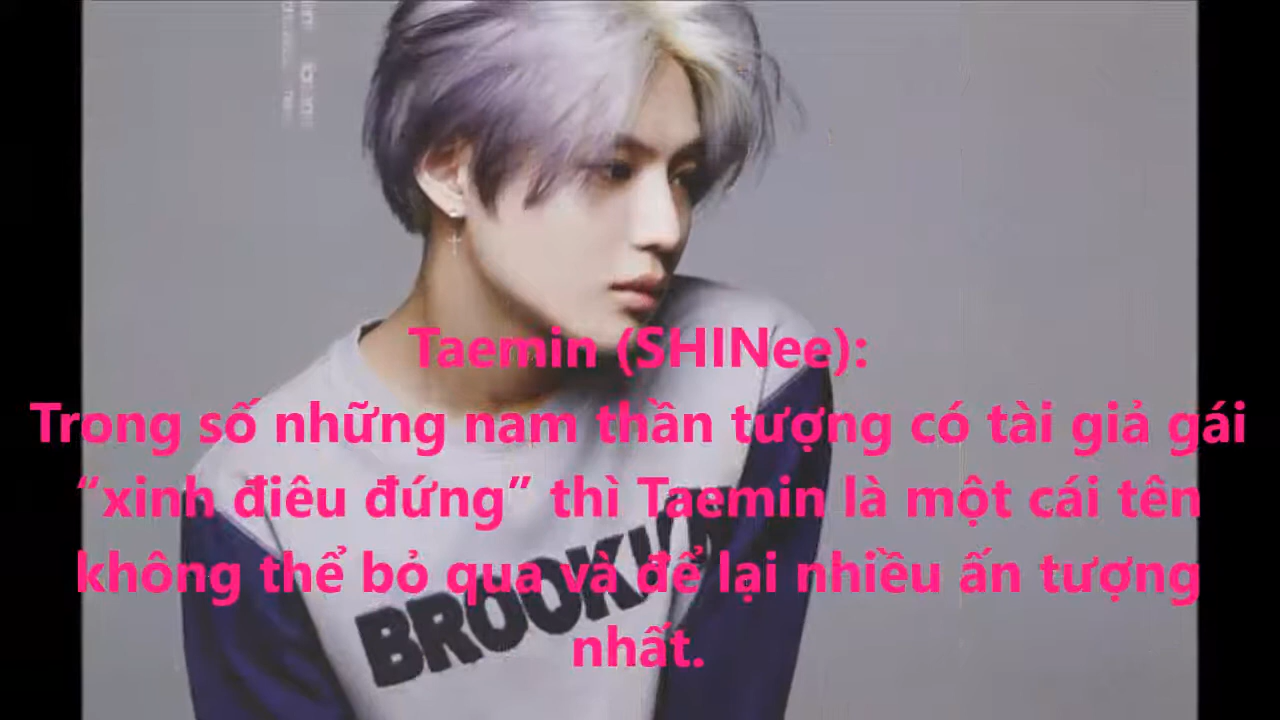 Taemin (SHINee):
Trong số những nam thần tượng có tài giả gái
“xinh điêu đứng” thì Taemin là một cái tên
không thể bỏ qua và để lại nhiều ấn tượng
nhất.